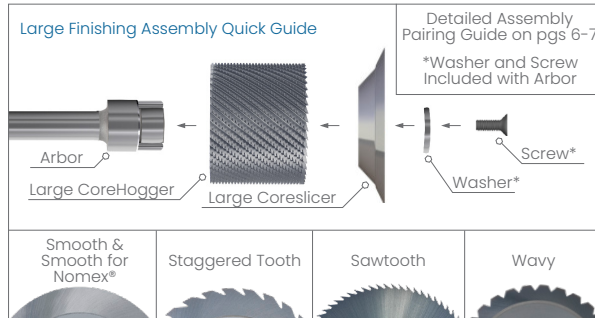 Large Finishing Assembly Quick Guide
Detailed Assembly
Pairing Guide on pgs 6-7
*Washer and Screw
Included with Arbor
Arbor
Large CoreHogger
Large Coreslicer
Washer*
Screw*
Smooth &
Smooth for
Nomex®
Staggered Tooth
Sawtooth
Wavy